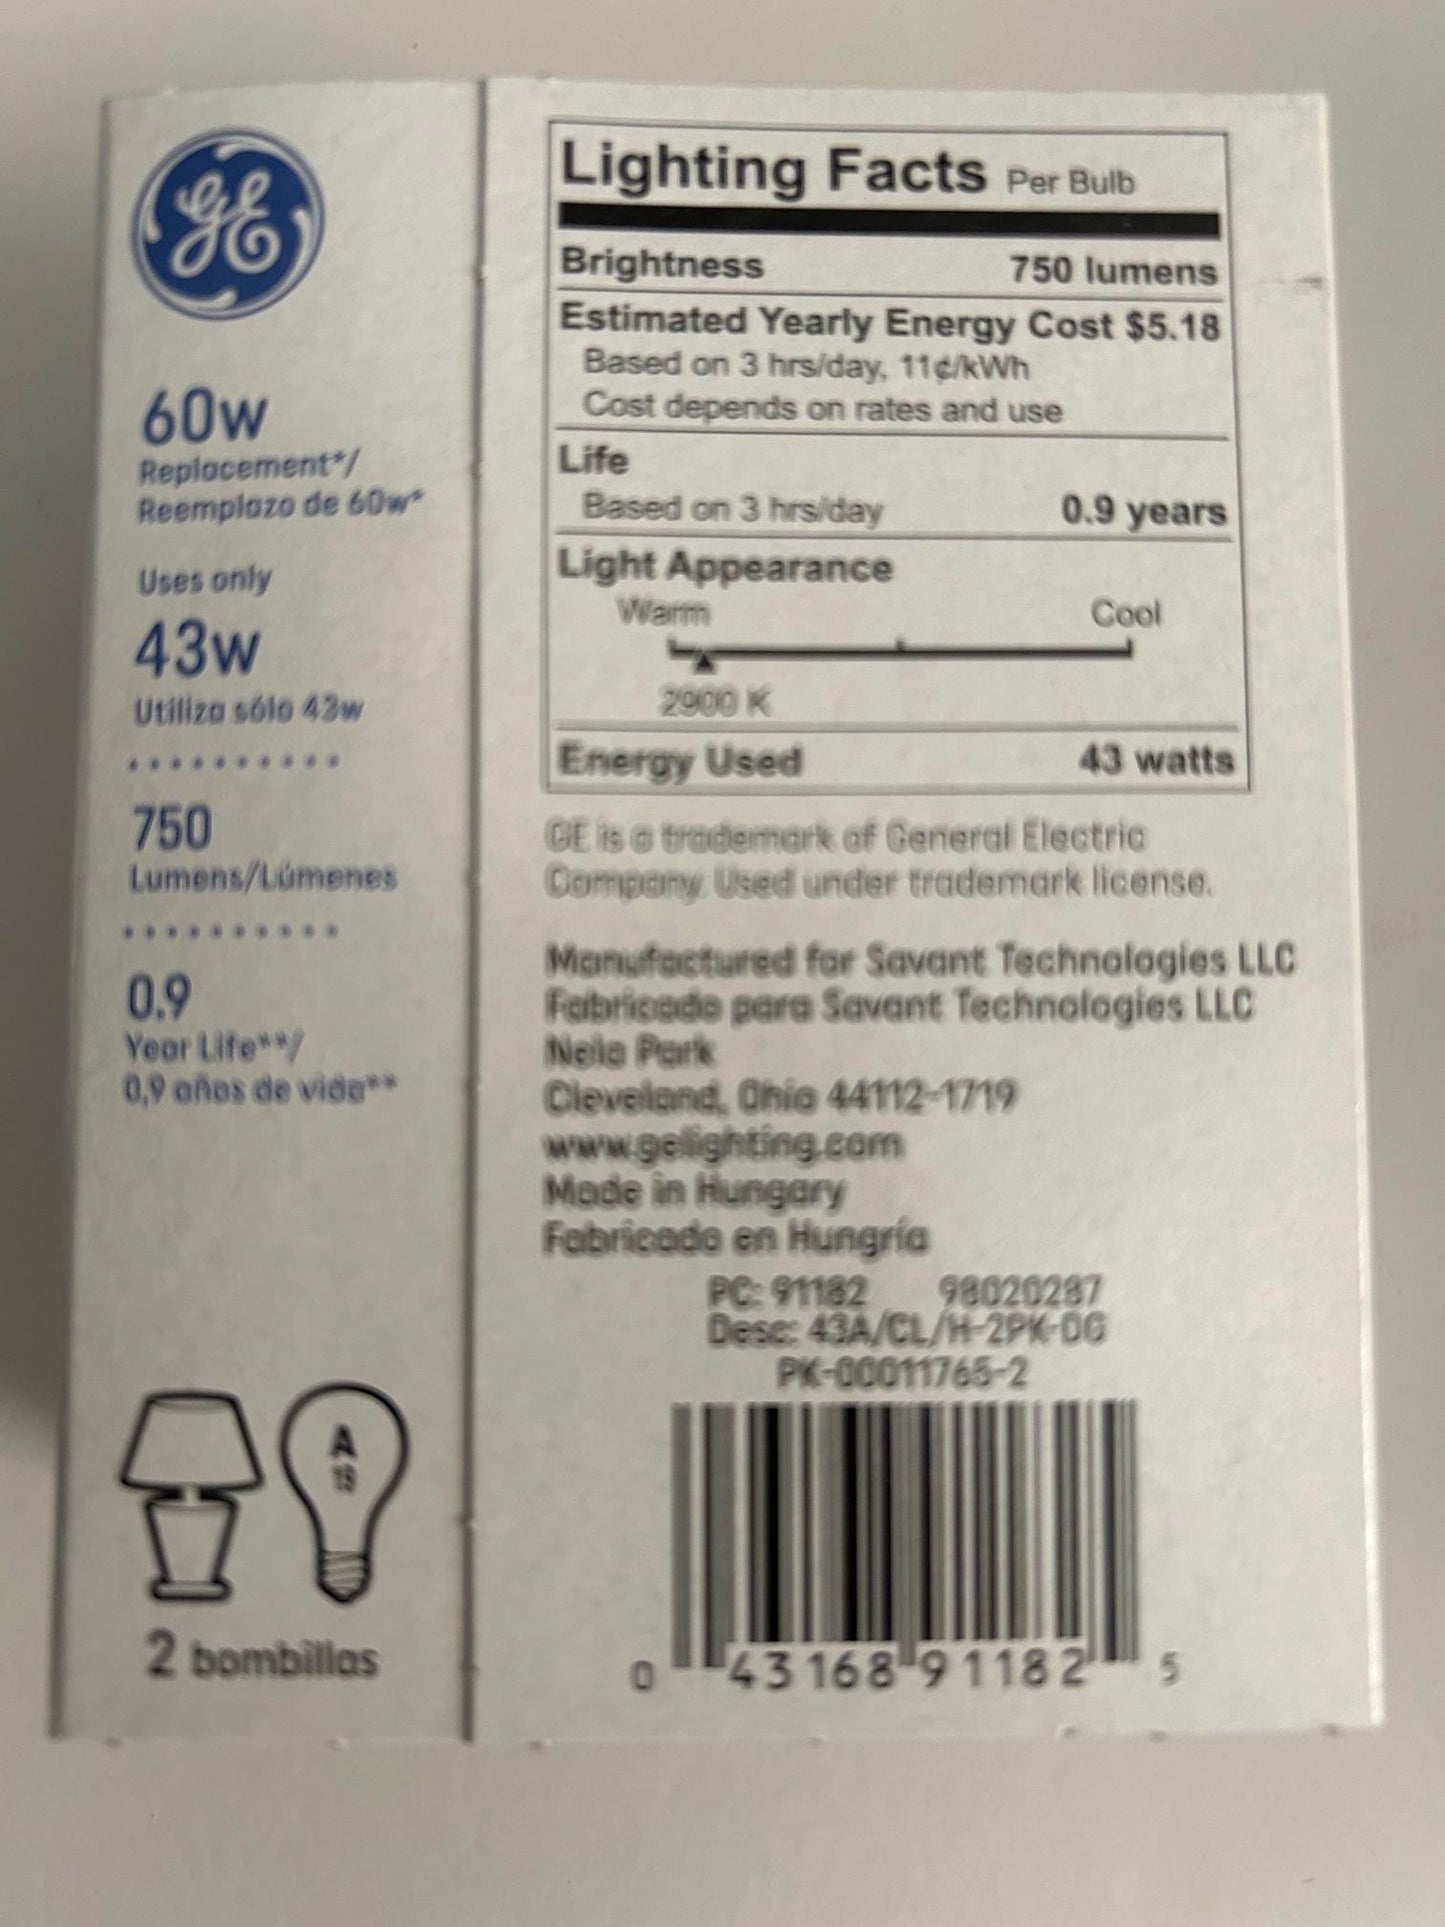 GE
60w
Replacement*/
Reemplazo de 60w*
Uses only
43w
Utiliza sólo 43w
750
Lumens/Lúmenes
0.9
Year Life**/
0,9 años de vida**
A
19
2 bombillas
Lighting Facts Per Bulb
Brightness 750 lumens
Estimated Yearly Energy Cost $5.18
Based on 3 hrs/day, 11¢/kWh
Cost depends on rates and use
Life
Based on 3 hrs/day 0.9 years
Light Appearance
Warm Cool
2900 K
Energy Used 43 watts
GE is a trademark of General Electric
Company. Used under trademark license.
Manufactured for Savant Technologies LLC
Fabricado para Savant Technologies LLC
Nela Park
Cleveland, Ohio 44112-1719
www.gelighting.com
Made in Hungary
Fabricado en Hungría
PC: 91182 98020287
Desc: 43A/CL/H-2PK-DG
PK-00011765-2
0 43168 91182 5